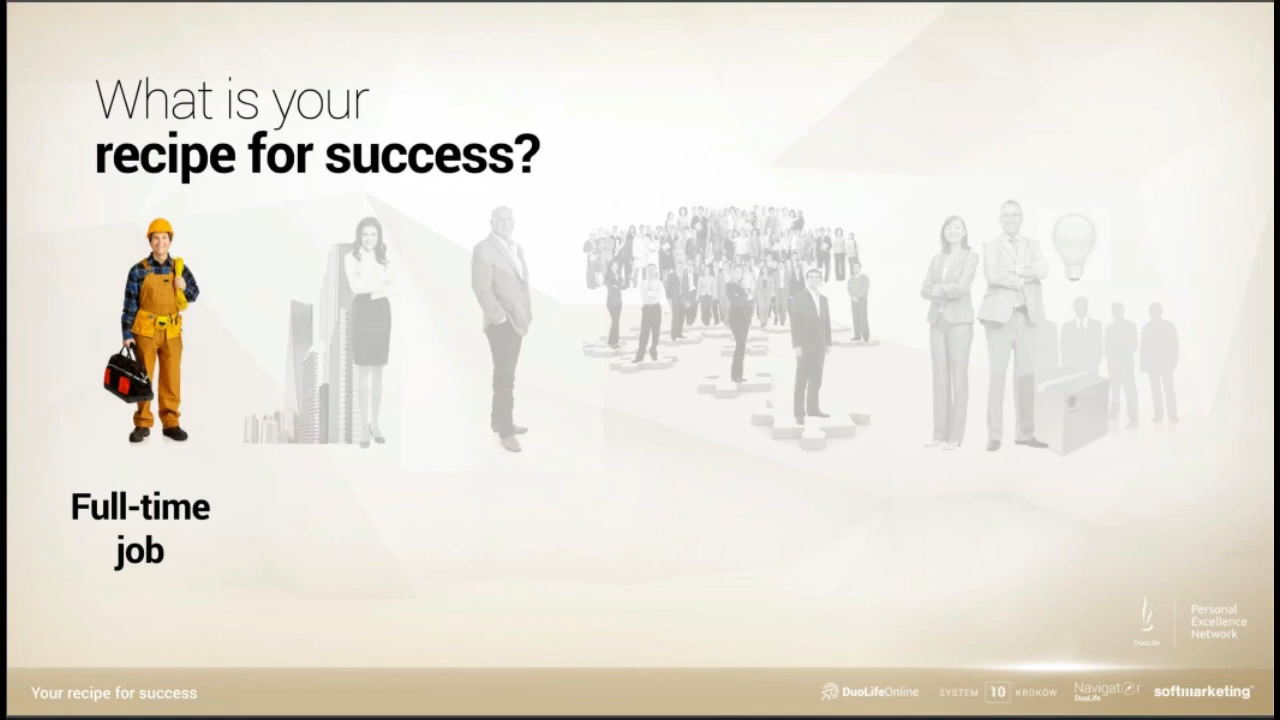 What is your
recipe for success?
Full-time
job
DuoLife
Personal
Excellence
Network
Your recipe for success
DuoLifeOnline
SYSTEM 10 KROKÓW
Navigator
DuoLife
softmarketing